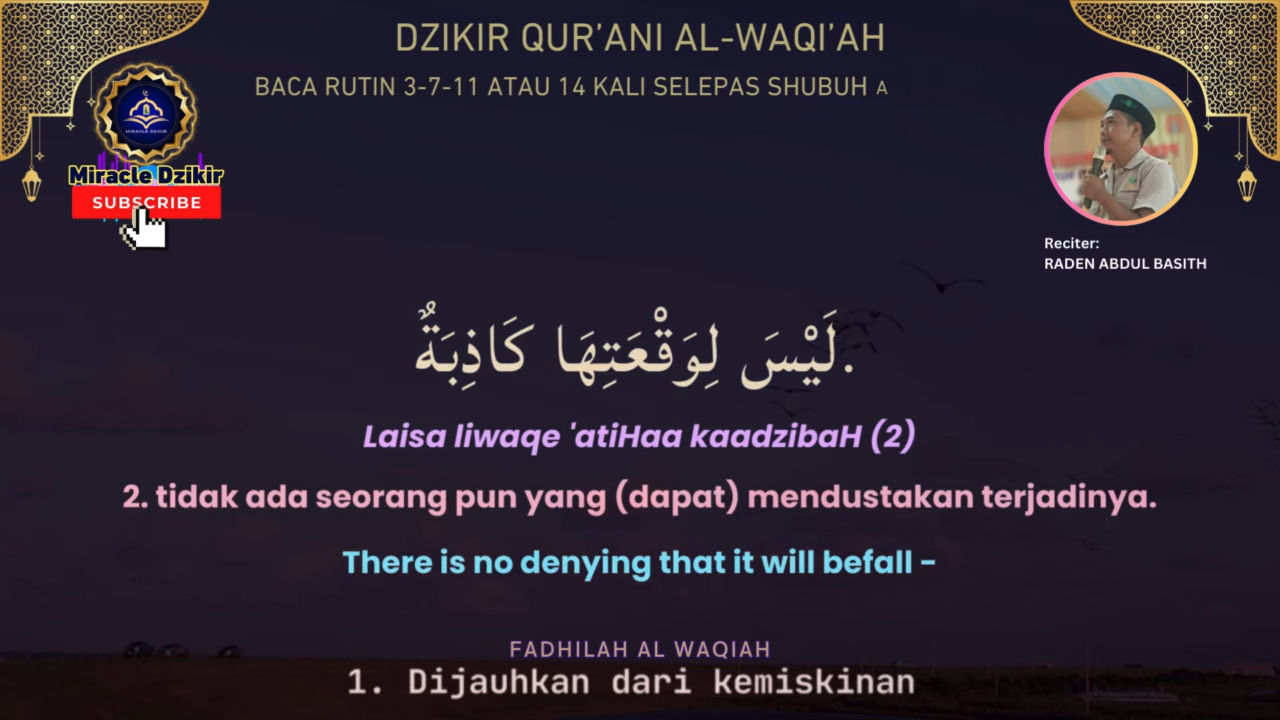 DZIKIR QUR’ANI AL-WAQI’AH
BACA RUTIN 3-7-11 ATAU 14 KALI SELEPAS SHUBUH A
MIRACLE DZIKIR
Miracle Dzikir
SUBSCRIBE
Reciter:
RADEN ABDUL BASITH
لَيْسَ لِوَقْعَتِهَا كَاذِبَةٌ.
Laisa liwaqe 'atiHaa kaadzibaH (2)
2. tidak ada seorang pun yang (dapat) mendustakan terjadinya.
There is no denying that it will befall -
FADHILAH AL WAQIAH
1. Dijauhkan dari kemiskinan